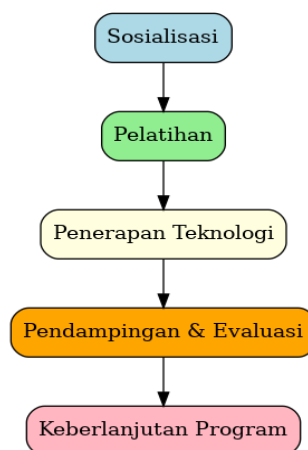 Sosialisasi
Pelatihan
Penerapan Teknologi
Pendampingan & Evaluasi
Keberlanjutan Program